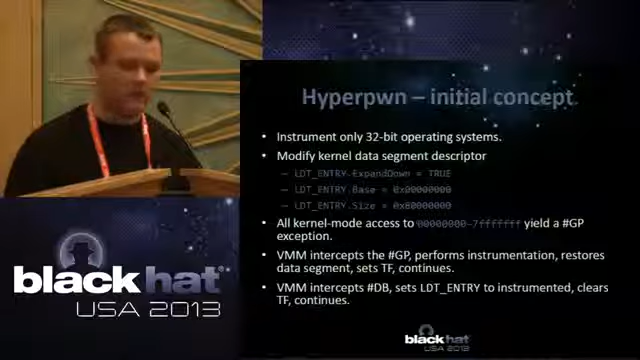 Hyperpwn – initial concept
• Instrument only 32-bit operating systems.
• Modify kernel data segment descriptor
– LDT_ENTRY.ExpandDown = TRUE
– LDT_ENTRY.Base = 0x00000000
– LDT_ENTRY.Size = 0x80000000
• All kernel-mode access to 00000000-7fffffff yield a #GP
exception.
• VMM intercepts the #GP, performs instrumentation, restores
data segment, sets TF, continues.
• VMM intercepts #DB, sets LDT_ENTRY to instrumented, clears
TF, continues.
black hat®
USA 2013
black hat
USA 2013